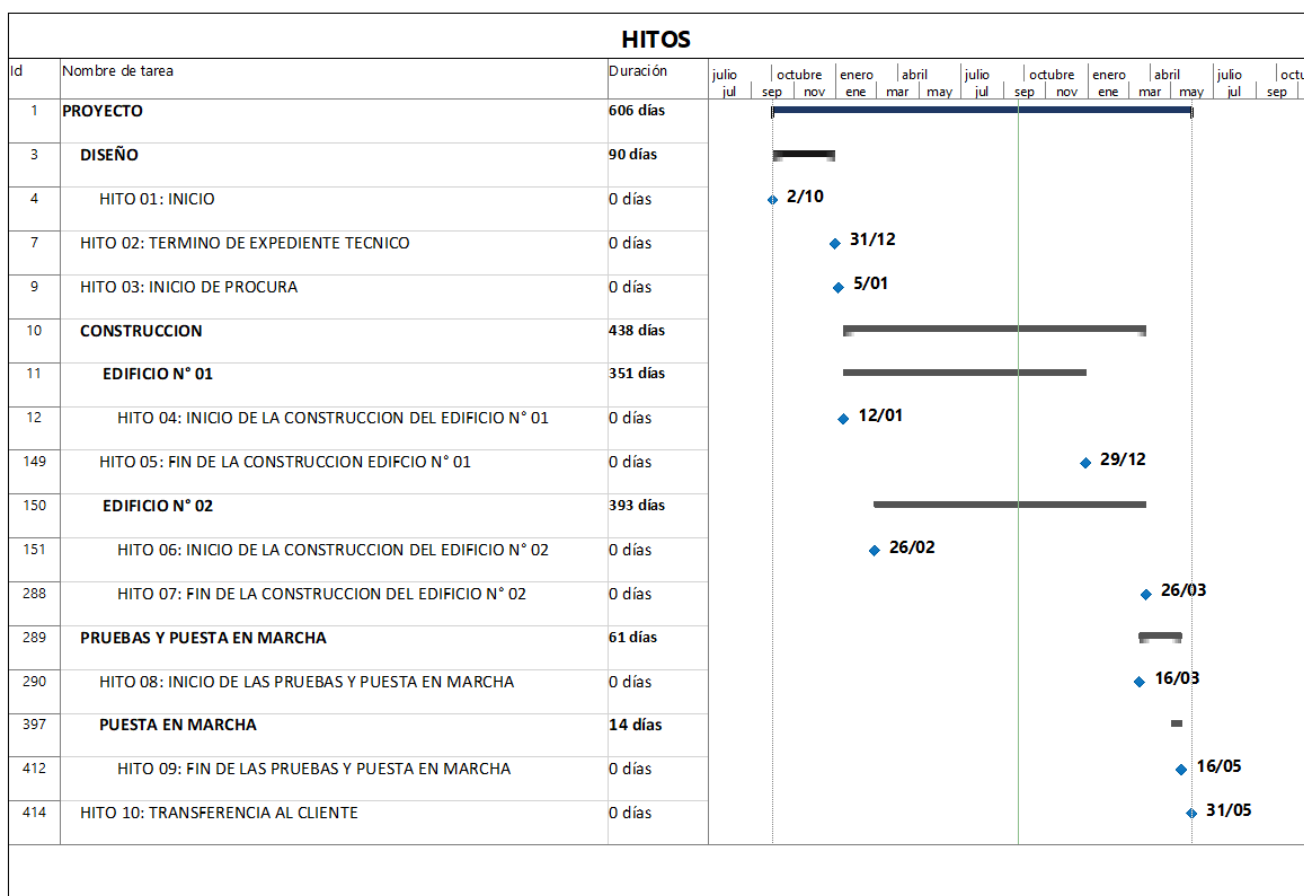 HITOS
Id Nombre de tarea Duración julio octubre enero abril julio octubre enero abril julio octu
jul sep nov ene mar may jul sep nov ene mar may jul sep
1 PROYECTO 606 días
3 DISEÑO 90 días
4 HITO 01: INICIO 0 días 2/10
7 HITO 02: TERMINO DE EXPEDIENTE TECNICO 0 días 31/12
9 HITO 03: INICIO DE PROCURA 0 días 5/01
10 CONSTRUCCION 438 días
11 EDIFICIO N° 01 351 días
12 HITO 04: INICIO DE LA CONSTRUCCION DEL EDIFICIO N° 01 0 días 12/01
149 HITO 05: FIN DE LA CONSTRUCCION EDIFCIO N° 01 0 días 29/12
150 EDIFICIO N° 02 393 días
151 HITO 06: INICIO DE LA CONSTRUCCION DEL EDIFICIO N° 02 0 días 26/02
288 HITO 07: FIN DE LA CONSTRUCCION DEL EDIFICIO N° 02 0 días 26/03
289 PRUEBAS Y PUESTA EN MARCHA 61 días
290 HITO 08: INICIO DE LAS PRUEBAS Y PUESTA EN MARCHA 0 días 16/03
397 PUESTA EN MARCHA 14 días
412 HITO 09: FIN DE LAS PRUEBAS Y PUESTA EN MARCHA 0 días 16/05
414 HITO 10: TRANSFERENCIA AL CLIENTE 0 días 31/05